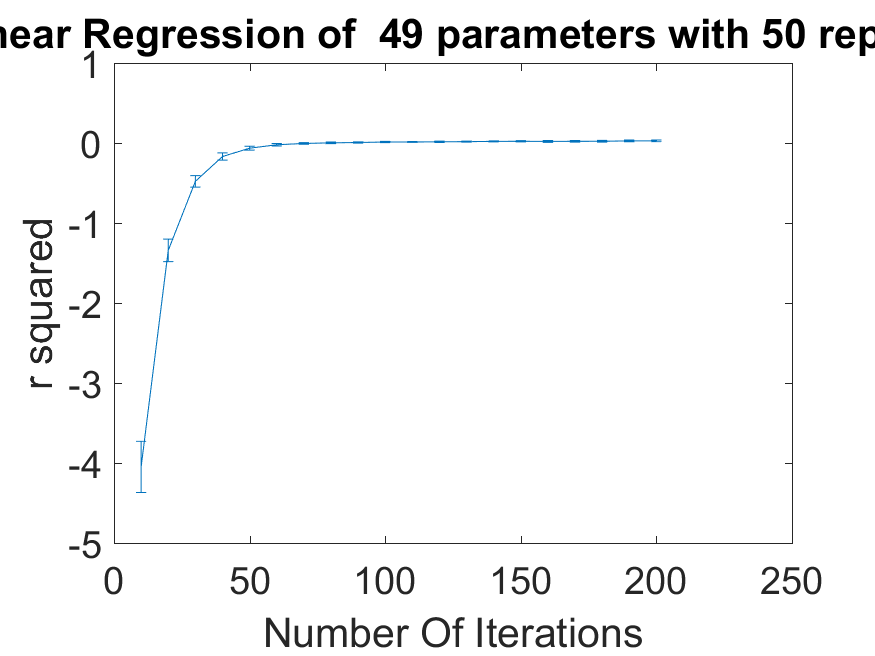 near Regression of  49 parameters with 50 rep
1
0
-1
-2
-3
-4
-5
r squared
0 50 100 150 200 250
Number Of Iterations